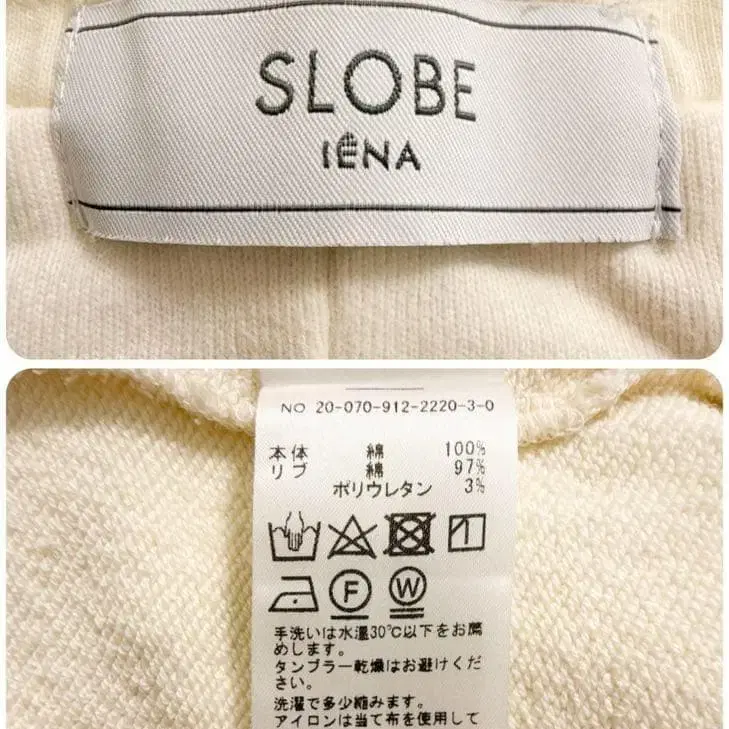 SLOBE
IÉNA
NO 20-070-912-2220-3-0
本体 綿 100%
リブ 綿 97%
ポリウレタン 3%
F W
手洗いは水温30℃以下をお薦
めします。
タンブラー乾燥はお避けくだ
さい。
洗濯で多少縮みます。
アイロンは当て布を使用して